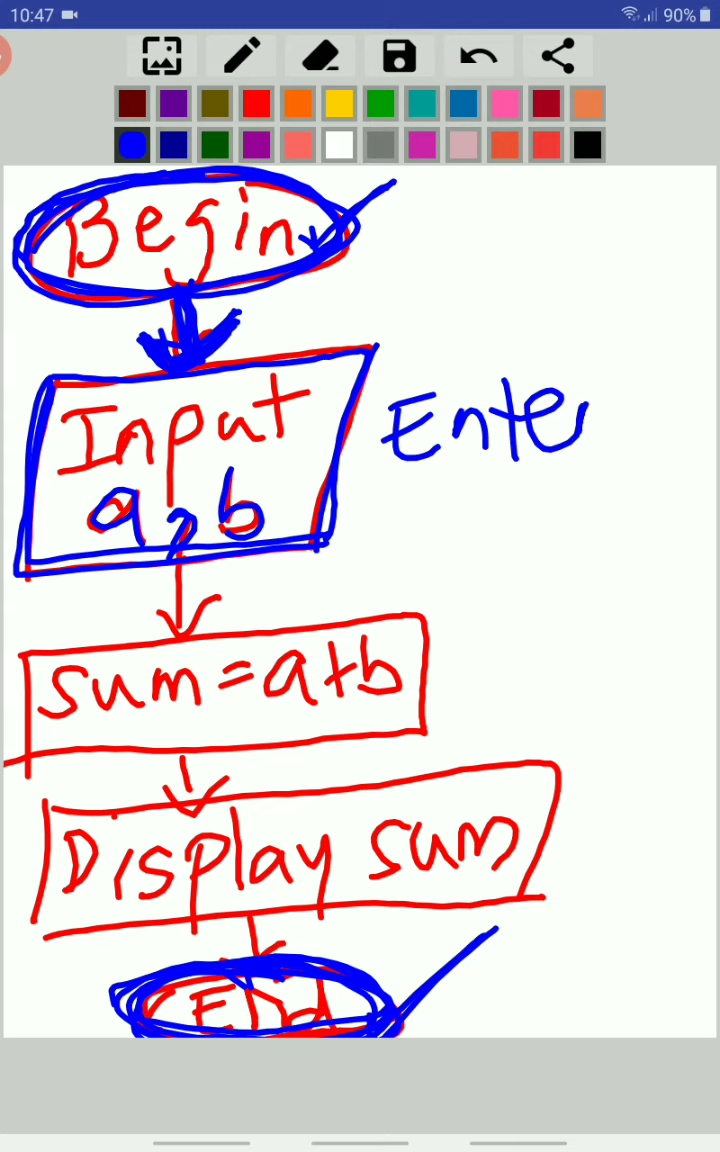 10:47 90%
Begin
Input Ente
a, b
sum = a+b
Display sum
End